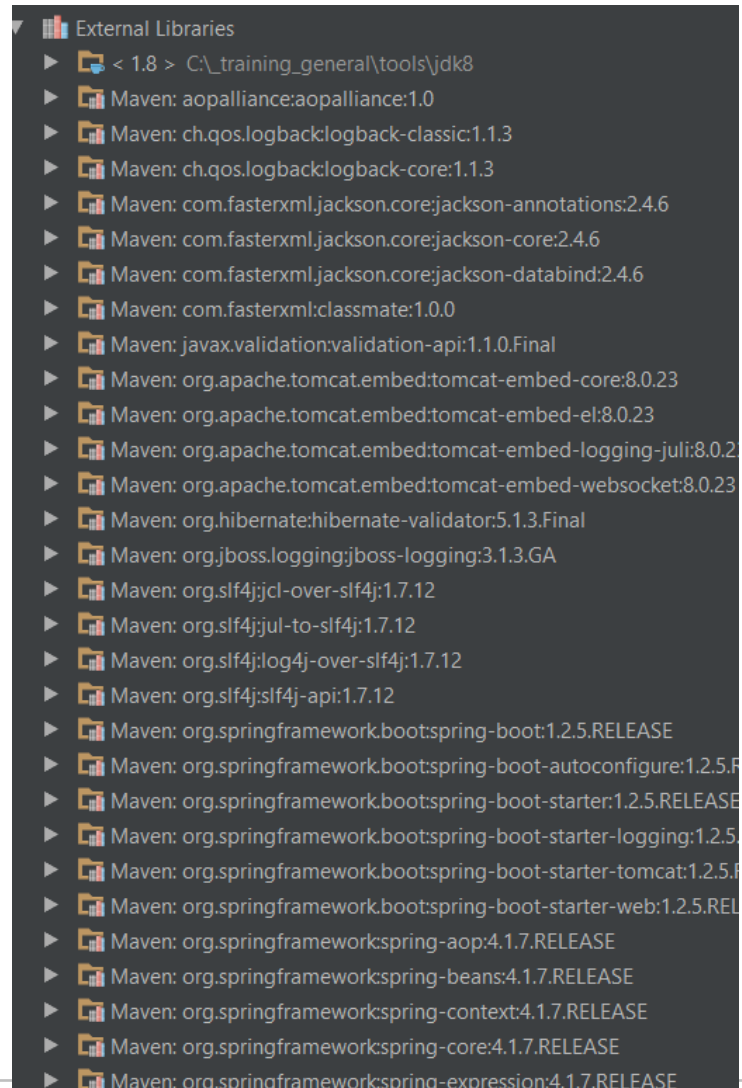 External Libraries
< 1.8 > C:\_training_general\tools\jdk8
Maven: aopalliance:aopalliance:1.0
Maven: ch.qos.logback:logback-classic:1.1.3
Maven: ch.qos.logback:logback-core:1.1.3
Maven: com.fasterxml.jackson.core:jackson-annotations:2.4.6
Maven: com.fasterxml.jackson.core:jackson-core:2.4.6
Maven: com.fasterxml.jackson.core:jackson-databind:2.4.6
Maven: com.fasterxml:classmate:1.0.0
Maven: javax.validation:validation-api:1.1.0.Final
Maven: org.apache.tomcat.embed:tomcat-embed-core:8.0.23
Maven: org.apache.tomcat.embed:tomcat-embed-el:8.0.23
Maven: org.apache.tomcat.embed:tomcat-embed-logging-juli:8.0.23
Maven: org.apache.tomcat.embed:tomcat-embed-websocket:8.0.23
Maven: org.hibernate:hibernate-validator:5.1.3.Final
Maven: org.jboss.logging:jboss-logging:3.1.3.GA
Maven: org.slf4j:jcl-over-slf4j:1.7.12
Maven: org.slf4j:jul-to-slf4j:1.7.12
Maven: org.slf4j:log4j-over-slf4j:1.7.12
Maven: org.slf4j:slf4j-api:1.7.12
Maven: org.springframework.boot:spring-boot:1.2.5.RELEASE
Maven: org.springframework.boot:spring-boot-autoconfigure:1.2.5.R
Maven: org.springframework.boot:spring-boot-starter:1.2.5.RELEASE
Maven: org.springframework.boot:spring-boot-starter-logging:1.2.5.
Maven: org.springframework.boot:spring-boot-starter-tomcat:1.2.5.R
Maven: org.springframework.boot:spring-boot-starter-web:1.2.5.REL
Maven: org.springframework:spring-aop:4.1.7.RELEASE
Maven: org.springframework:spring-beans:4.1.7.RELEASE
Maven: org.springframework:spring-context:4.1.7.RELEASE
Maven: org.springframework:spring-core:4.1.7.RELEASE
Maven: org.springframework:spring-expression:4.1.7.RELEASE